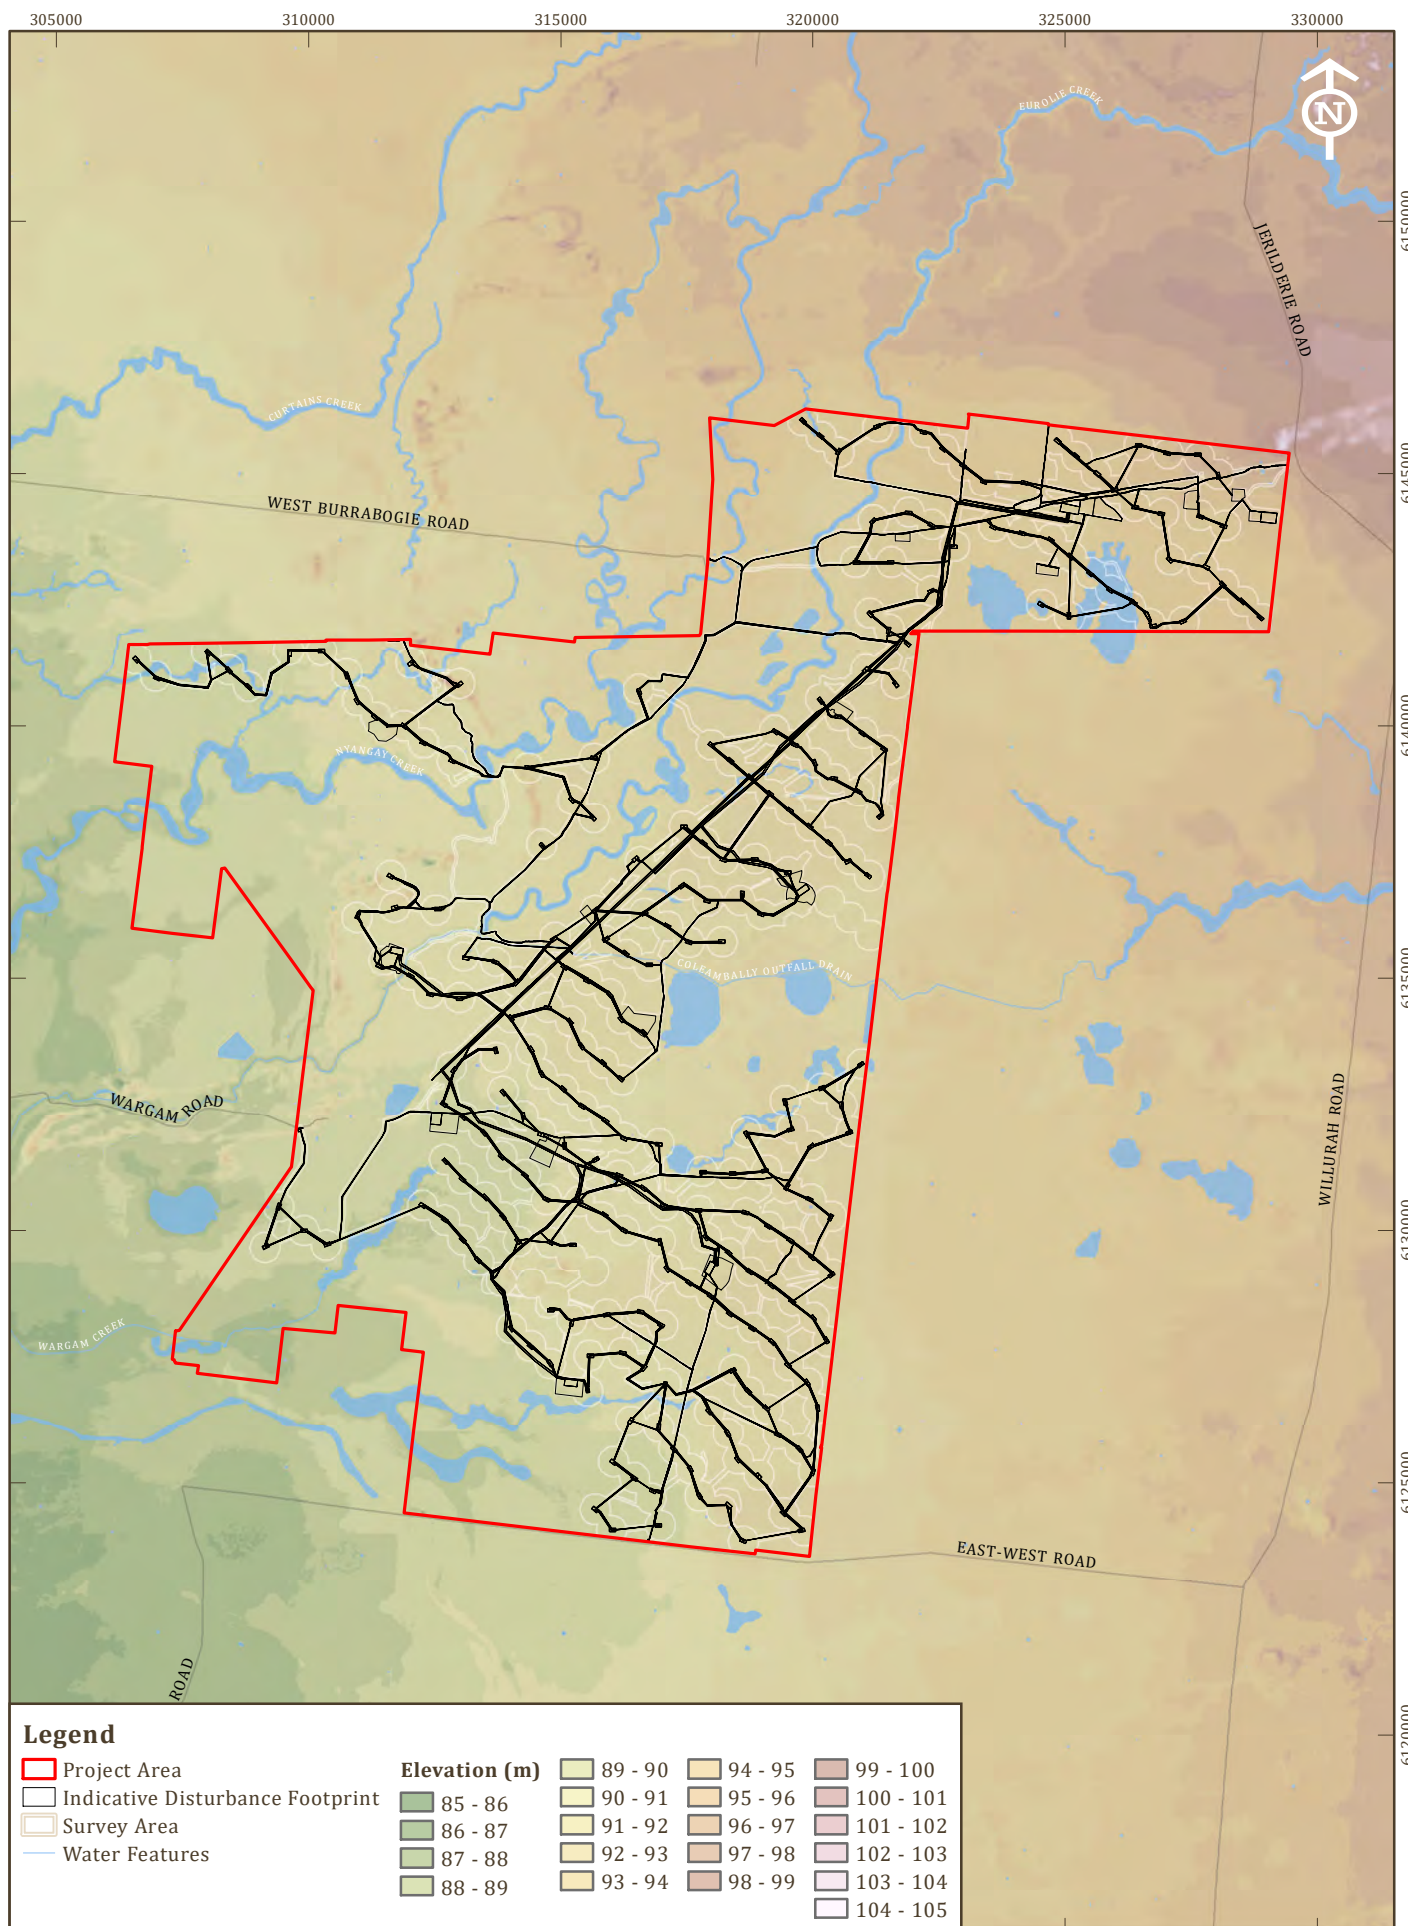 305000
310000
315000
320000
325000
330000
EUROLIE CREEK
N
6150000
JERILDERIE ROAD
CURTAINS CREEK
6145000
WEST BURRABOGIE ROAD
6140000
NYANGAY CREEK
COLEAMBALLY OUTFALL DRAIN
6135000
WARGAM ROAD
WILLURAH ROAD
6130000
WARGAM CREEK
6125000
EAST-WEST ROAD
ROAD
6120000
Legend
Project Area
Indicative Disturbance Footprint
Survey Area
Water Features
Elevation (m)
85 - 86
86 - 87
87 - 88
88 - 89
89 - 90
90 - 91
91 - 92
92 - 93
93 - 94
94 - 95
95 - 96
96 - 97
97 - 98
98 - 99
99 - 100
100 - 101
101 - 102
102 - 103
103 - 104
104 - 105